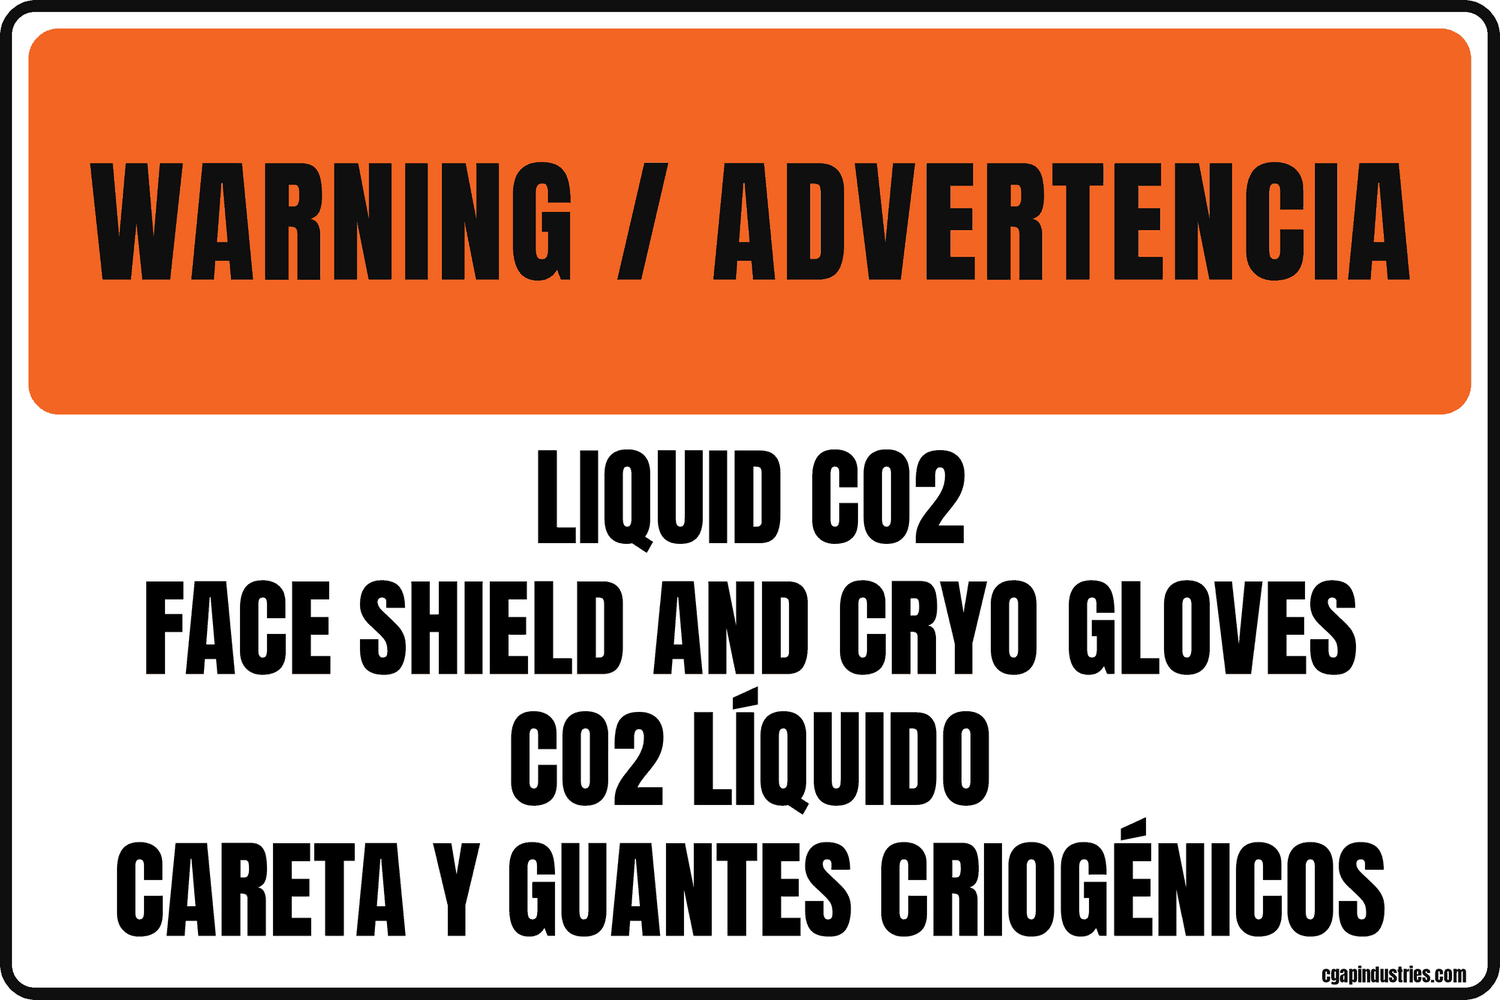 WARNING / ADVERTENCIA
LIQUID CO2
FACE SHIELD AND CRYO GLOVES
CO2 LÍQUIDO
CARETA Y GUANTES CRIOGÉNICOS
cgapindustries.com